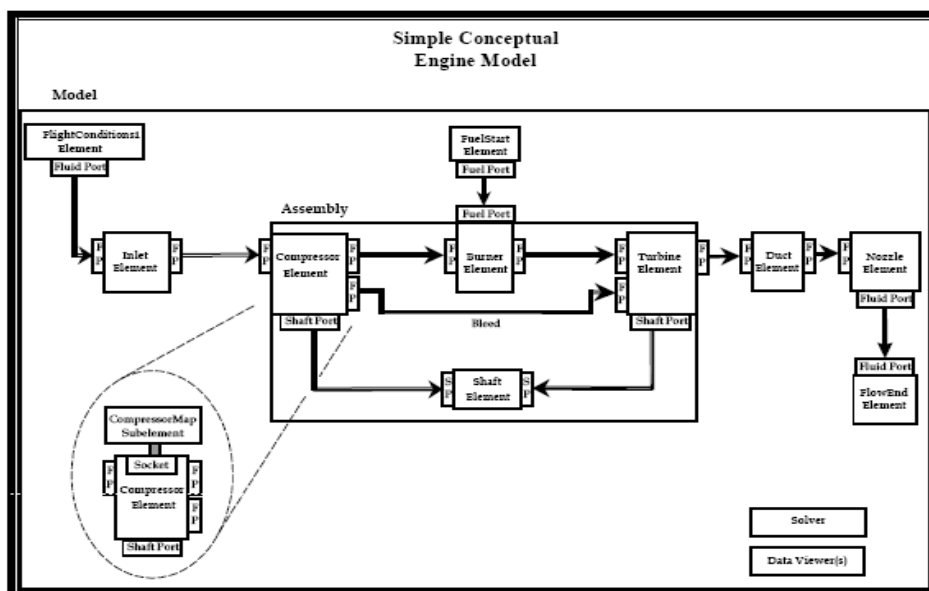 Simple Conceptual
Engine Model
Model
FlightConditions1
Element
Fluid Port
FuelStart
Element
Fuel Port
Fuel Port
Assembly
F
P
Inlet
Element
F
P
F
P
Compressor
Element
F
P
F
P
Shaft Port
F
P
Burner
Element
F
P
F
P
F
P
Turbine
Element
F
P
Shaft Port
F
P
Duct
Element
F
P
F
P
Nozzle
Element
Fluid Port
Bleed
S
P
Shaft
Element
S
P
Fluid Port
FlowEnd
Element
CompressorMap
Subelement
Socket
F
P
Compressor
Element
F
P
F
P
Shaft Port
Solver
Data Viewer(s)